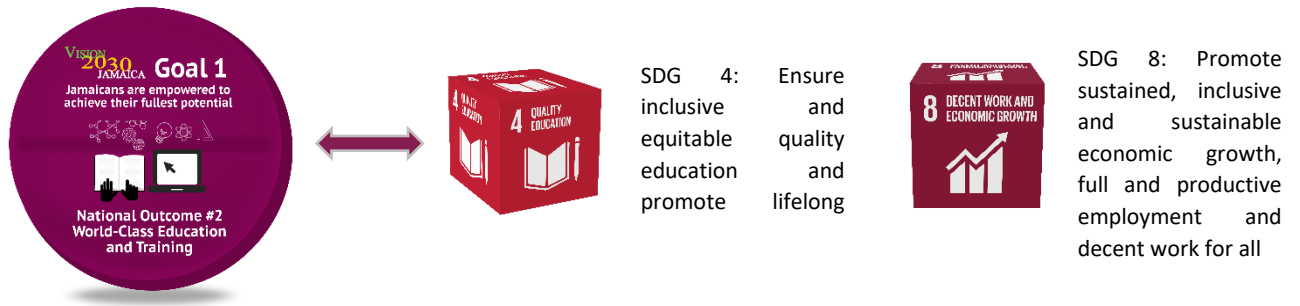 VISION
2030
JAMAICA
Goal 1
Jamaicans are empowered to
achieve their fullest potential
National Outcome #2
World-Class Education
and Training
4 QUALITY
EDUCATION
4 QUALITY
EDUCATION
SDG 4: Ensure
inclusive and
equitable quality
education and
promote lifelong
8 DECENT WORK AND
ECONOMIC GROWTH
SDG 8: Promote
sustained, inclusive
and sustainable
economic growth,
full and productive
employment and
decent work for all